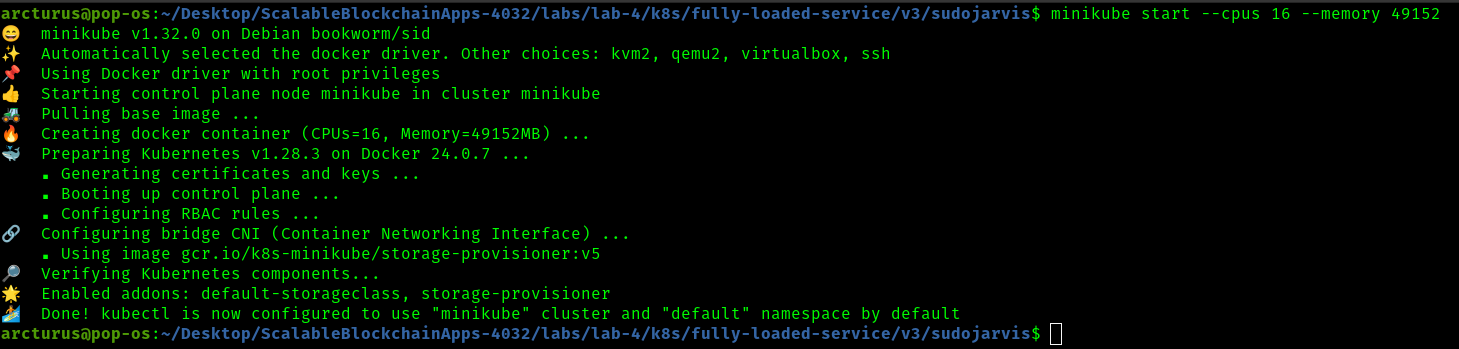 arcturus@pop-os:~/Desktop/ScalableBlockchainApps-4032/labs/lab-4/k8s/fully-loaded-service/v3/sudojarvis$ minikube start --cpus 16 --memory 49152
😄 minikube v1.32.0 on Debian bookworm/sid
✨ Automatically selected the docker driver. Other choices: kvm2, qemu2, virtualbox, ssh
📌 Using Docker driver with root privileges
👍 Starting control plane node minikube in cluster minikube
🚜 Pulling base image ...
🔥 Creating docker container (CPUs=16, Memory=49152MB) ...
🐳 Preparing Kubernetes v1.28.3 on Docker 24.0.7 ...
▪ Generating certificates and keys ...
▪ Booting up control plane ...
▪ Configuring RBAC rules ...
🔗 Configuring bridge CNI (Container Networking Interface) ...
▪ Using image gcr.io/k8s-minikube/storage-provisioner:v5
🔎 Verifying Kubernetes components...
🌟 Enabled addons: default-storageclass, storage-provisioner
🏄 Done! kubectl is now configured to use "minikube" cluster and "default" namespace by default
arcturus@pop-os:~/Desktop/ScalableBlockchainApps-4032/labs/lab-4/k8s/fully-loaded-service/v3/sudojarvis$